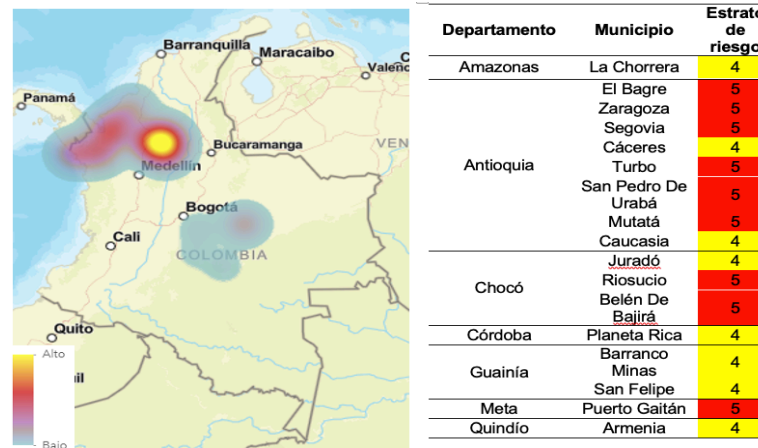 Barranquilla
Maracaibo
Panamá
Bucaramanga
VEN
Medellín
Bogotá
Cali
COLOMBIA
Quito
Alto
Bajo
Departamento Municipio Estrato de riesgo
Amazonas La Chorrera 4
Antioquia El Bagre 5
Zaragoza 5
Segovia 5
Cáceres 4
Turbo 5
San Pedro De Urabá 5
Mutatá 5
Caucasia 4
Chocó Juradó 4
Riosucio 5
Belén De Bajirá 5
Córdoba Planeta Rica 4
Guainía Barranco Minas 4
San Felipe 4
Meta Puerto Gaitán 5
Quindío Armenia 4